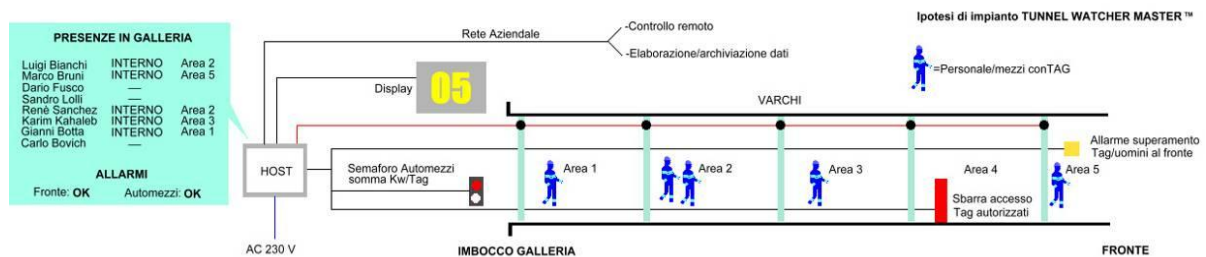 Ipotesi di impianto TUNNEL WATCHER MASTER ™
PRESENZE IN GALLERIA
Luigi Bianchi INTERNO Area 2
Marco Bruni INTERNO Area 5
Dario Fusco —
Sandro Lolli —
Renè Sanchez INTERNO Area 2
Karim Kahaleb INTERNO Area 3
Gianni Botta INTERNO Area 1
Carlo Bovich —
ALLARMI
Fronte: OK Automezzi: OK
Rete Aziendale
-Controllo remoto
-Elaborazione/archiviazione dati
=Personale/mezzi conTAG
Display
05
VARCHI
HOST
AC 230 V
Semaforo Automezzi
somma Kw/Tag
Area 1
Area 2
Area 3
Area 4
Area 5
Allarme superamento
Tag/uomini al fronte
Sbarra accesso
Tag autorizzati
IMBOCCO GALLERIA
FRONTE